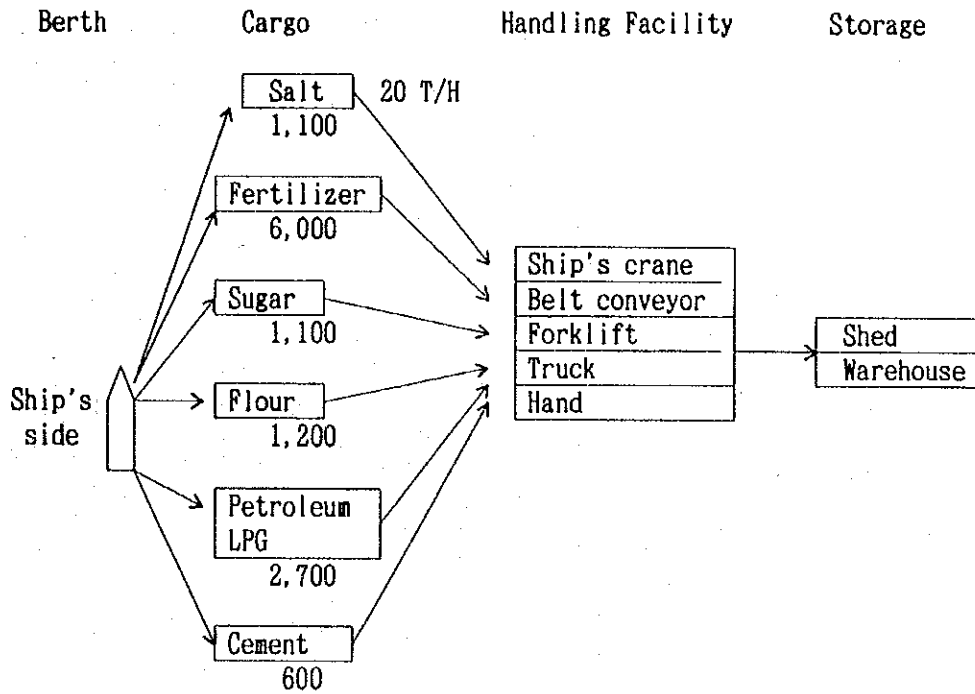 Berth Cargo Handling Facility Storage
Salt 20 T/H
1,100
Fertilizer
6,000
Sugar
1,100
Flour
1,200
Petroleum
LPG
2,700
Cement
600
Ship's
side
Ship's crane
Belt conveyor
Forklift
Truck
Hand
Shed
Warehouse